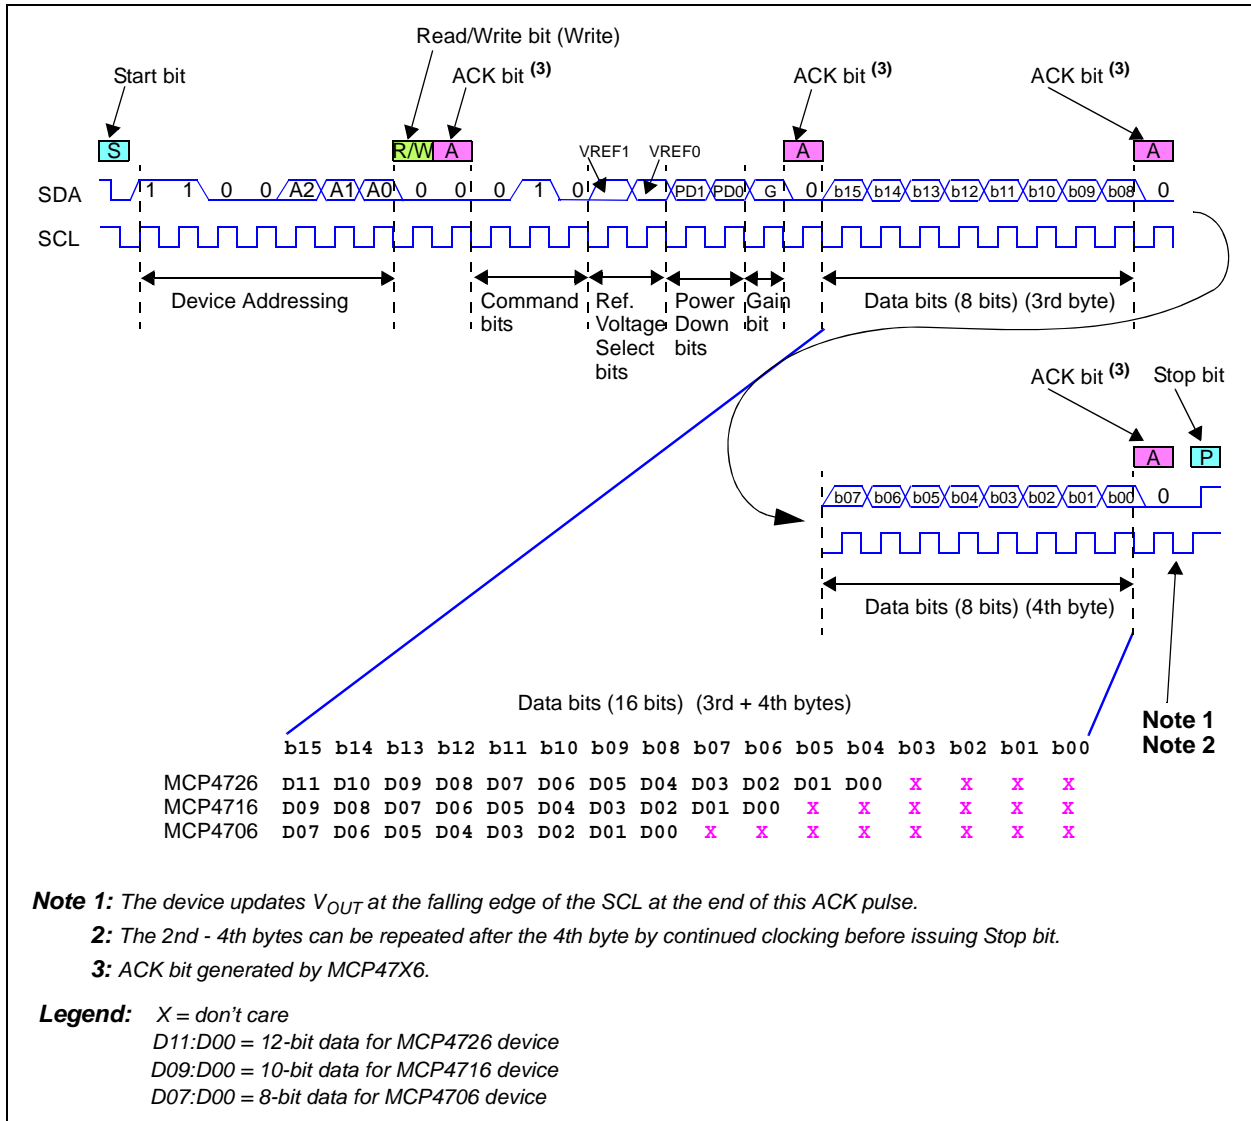 Read/Write bit (Write)
Start bit
ACK bit (3)
ACK bit (3)
ACK bit (3)
S
R/W
A
A
A
VREF1
VREF0
SDA
1 1 0 0 A2 A1 A0 0 0 0 1 0 PD1 PD0 G 0 b15 b14 b13 b12 b11 b10 b09 b08 0
SCL
Device Addressing
Command
bits
Ref.
Voltage
Select
bits
Power
Down
bits
Gain
bit
Data bits (8 bits) (3rd byte)
ACK bit (3)
Stop bit
A
P
b07 b06 b05 b04 b03 b02 b01 b00 0
Data bits (8 bits) (4th byte)
Data bits (16 bits) (3rd + 4th bytes)
Note 1
Note 2
b15 b14 b13 b12 b11 b10 b09 b08 b07 b06 b05 b04 b03 b02 b01 b00
MCP4726 D11 D10 D09 D08 D07 D06 D05 D04 D03 D02 D01 D00 X X X X
MCP4716 D09 D08 D07 D06 D05 D04 D03 D02 D01 D00 X X X X X X
MCP4706 D07 D06 D05 D04 D03 D02 D01 D00 X X X X X X X X
Note 1: The device updates VOUT at the falling edge of the SCL at the end of this ACK pulse.
2: The 2nd - 4th bytes can be repeated after the 4th byte by continued clocking before issuing Stop bit.
3: ACK bit generated by MCP47X6.
Legend: X = don't care
D11:D00 = 12-bit data for MCP4726 device
D09:D00 = 10-bit data for MCP4716 device
D07:D00 = 8-bit data for MCP4706 device